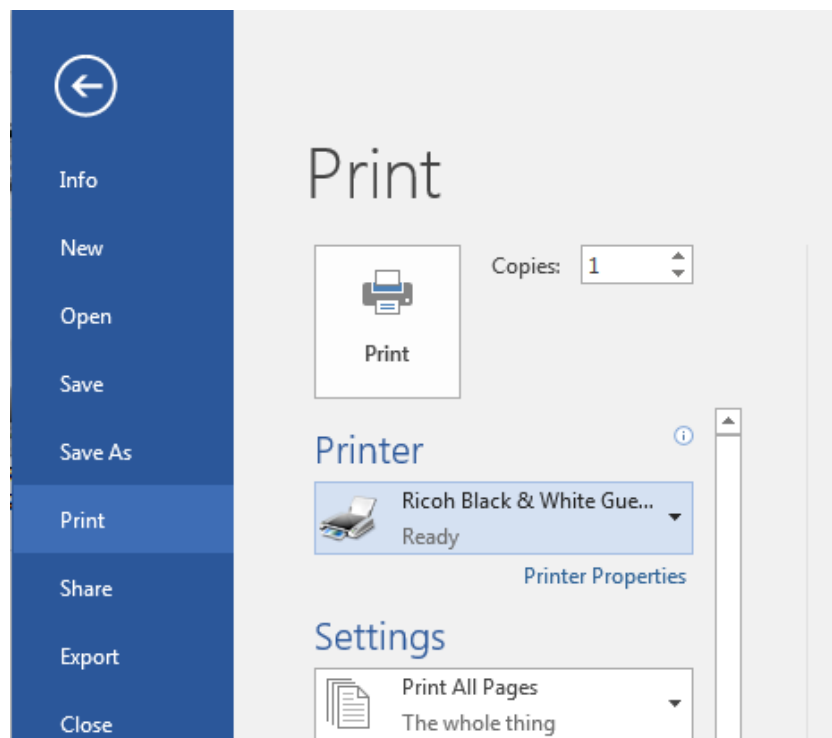 Info
New
Open
Save
Save As
Print
Share
Export
Close
Print
Copies: 1
Print
Printer
Ricoh Black & White Gue...
Ready
Printer Properties
Settings
Print All Pages
The whole thing